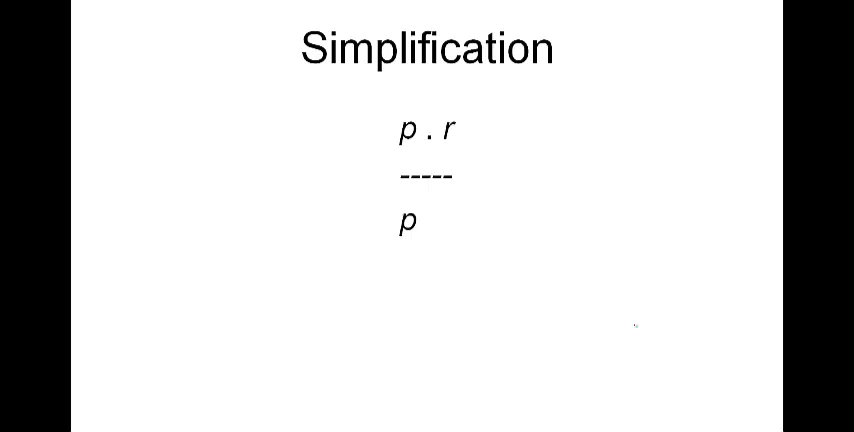 Simplification
p . r
-----
p